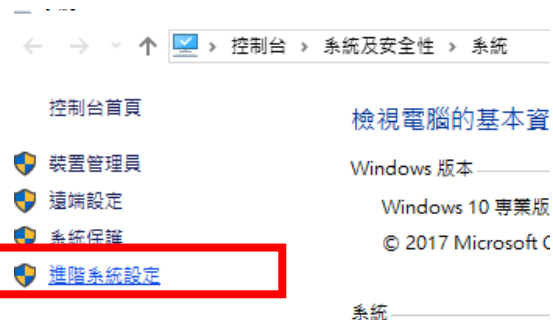 控制台 › 系統及安全性 › 系統
控制台首頁
裝置管理員
遠端設定
系統保護
進階系統設定
檢視電腦的基本資
Windows 版本
Windows 10 專業版
© 2017 Microsoft C
系統